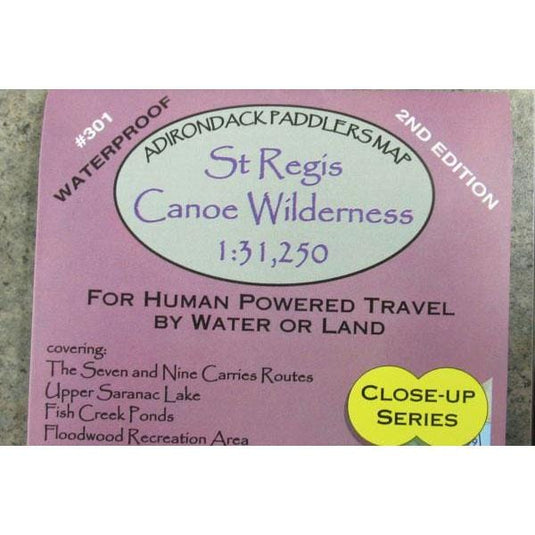 #301
WATERPROOF
ADIRONDACK PADDLERS MAP
2ND EDITION
St Regis
Canoe Wilderness
1:31,250
FOR HUMAN POWERED TRAVEL
BY WATER OR LAND
covering:
The Seven and Nine Carries Routes
Upper Saranac Lake
Fish Creek Ponds
Floodwood Recreation Area
CLOSE-UP
SERIES